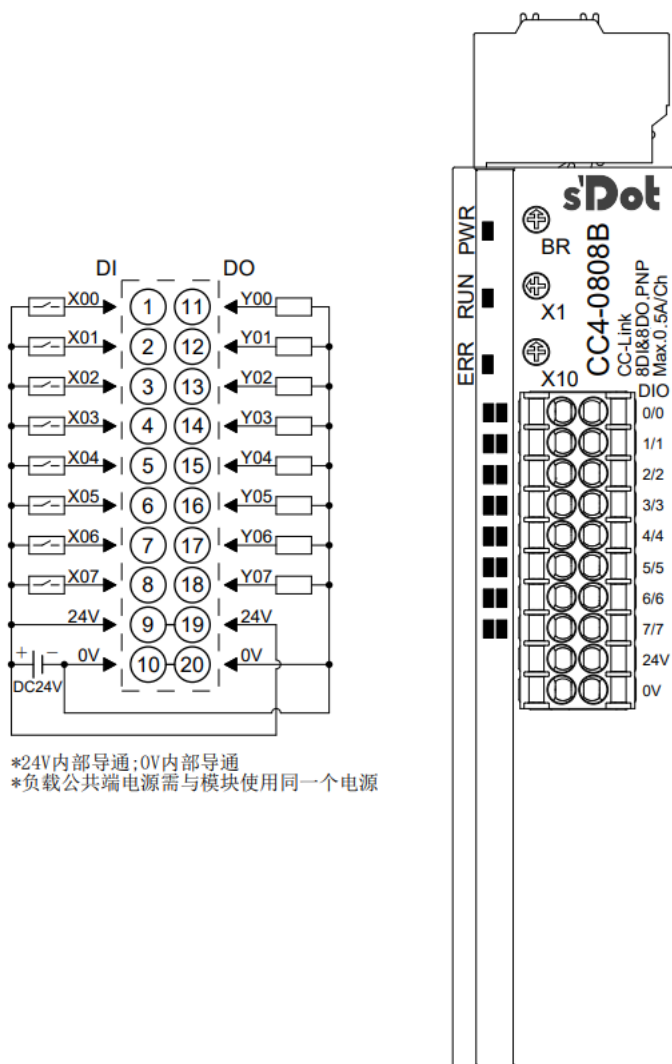 DI DO
X00 1 11 Y00
X01 2 12 Y01
X02 3 13 Y02
X03 4 14 Y03
X04 5 15 Y04
X05 6 16 Y05
X06 7 17 Y06
X07 8 18 Y07
24V 9 19 24V
+ − 0V 10 20 0V
DC24V
*24V内部导通;0V内部导通
*负载公共端电源需与模块使用同一个电源
s'Dot
PWR
RUN
ERR
BR
X1
X10
CC4-0808B
CC-Link
8DI&8DO,PNP
Max.0.5A/Ch
DIO
0/0
1/1
2/2
3/3
4/4
5/5
6/6
7/7
24V
0V